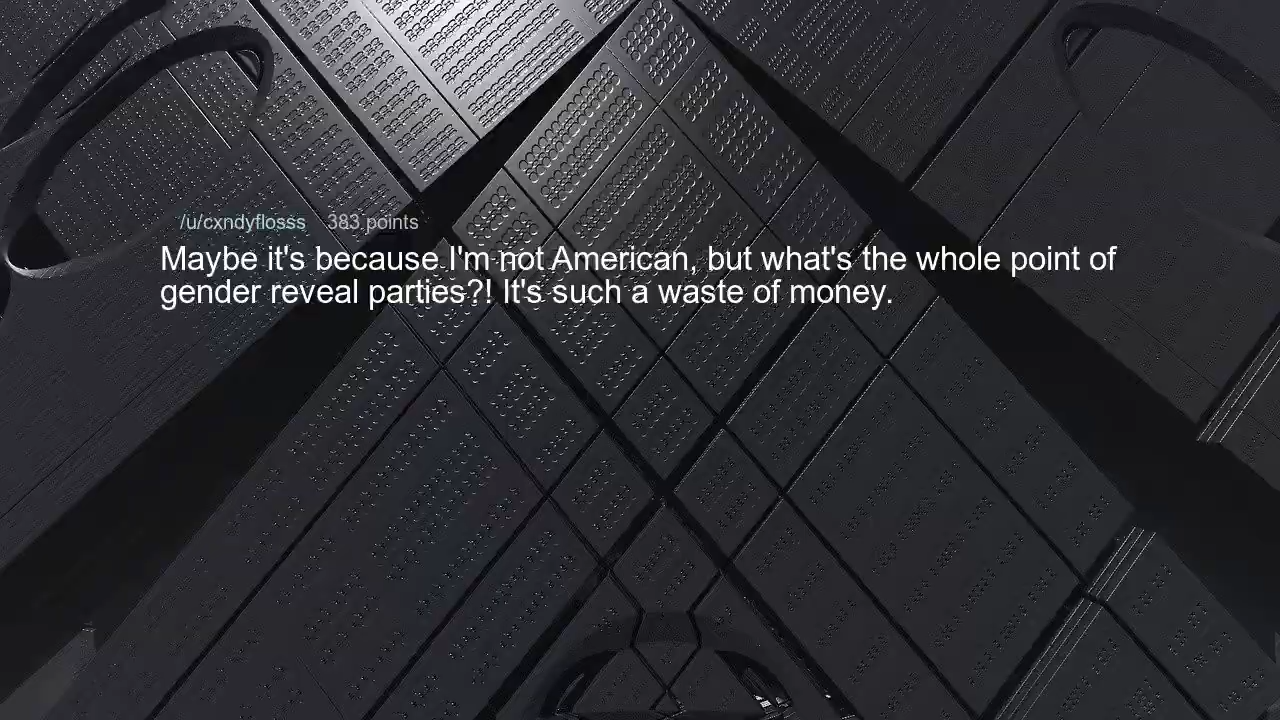 /u/cxndyflosss 383 points
Maybe it's because I'm not American, but what's the whole point of
gender reveal parties?! It's such a waste of money.